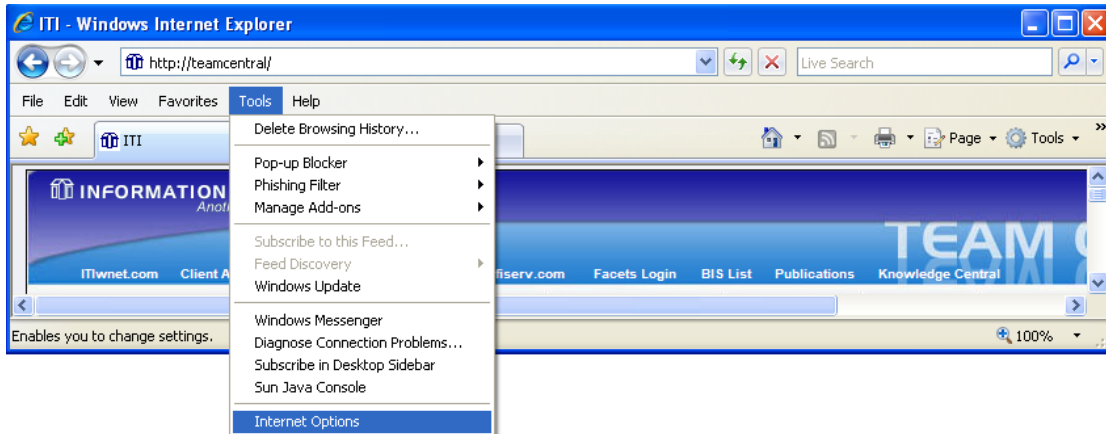 ITI - Windows Internet Explorer
http://teamcentral/
Live Search
File Edit View Favorites Tools Help
ITI
Page Tools »
Delete Browsing History...
Pop-up Blocker
Phishing Filter
Manage Add-ons
Subscribe to this Feed...
Feed Discovery
Windows Update
Windows Messenger
Diagnose Connection Problems...
Subscribe in Desktop Sidebar
Sun Java Console
Internet Options
INFORMATION
TEAM
ITIwnet.com Client fiserv.com Facets Login BIS List Publications Knowledge Central
Enables you to change settings.
100%